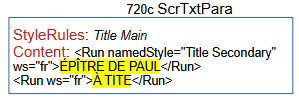 720c ScrTxtPara
StyleRules: Title Main
Content: <Run namedStyle="Title Secondary"
ws="fr">ÉPÎTRE DE PAUL</Run>
<Run ws="fr">À TITE</Run>